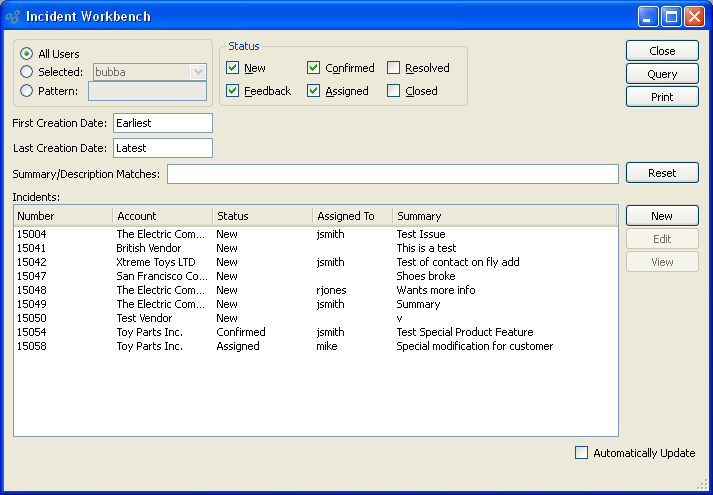 Incident Workbench
All Users
Selected: bubba
Pattern:
Status
New Confirmed Resolved
Feedback Assigned Closed
Close
Query
Print
First Creation Date: Earliest
Last Creation Date: Latest
Summary/Description Matches:
Reset
Incidents:
Number Account Status Assigned To Summary
15004 The Electric Com... New jsmith Test Issue
15041 British Vendor New This is a test
15042 Xtreme Toys LTD New jsmith Test of contact on fly add
15047 San Francisco Co... New Shoes broke
15048 The Electric Com... New rjones Wants more info
15049 The Electric Com... New jsmith Summary
15050 Test Vendor New v
15054 Toy Parts Inc. Confirmed jsmith Test Special Product Feature
15058 Toy Parts Inc. Assigned mike Special modification for customer
New
Edit
View
Automatically Update